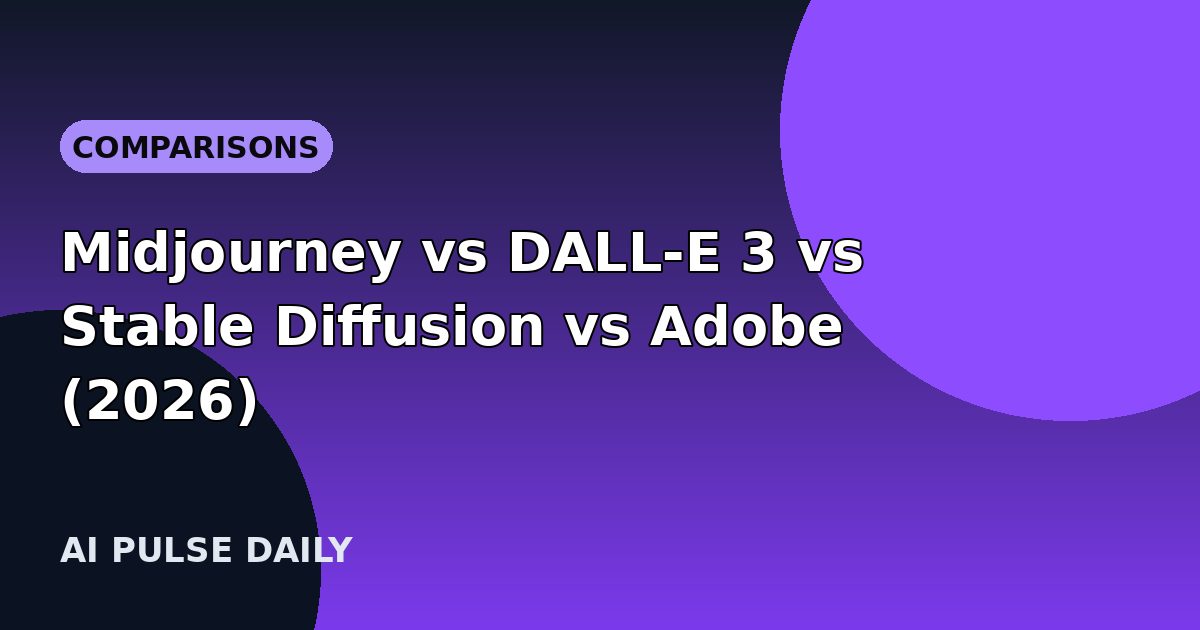 COMPARISONS
Midjourney vs DALL-E 3 vs
Stable Diffusion vs Adobe
(2026)
AI PULSE DAILY